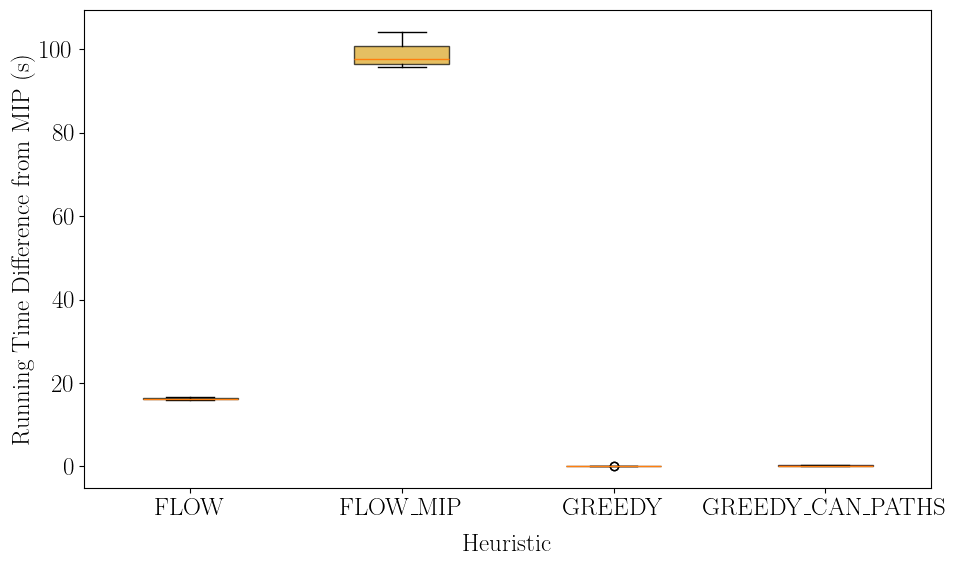 Running Time Difference from MIP (s)
100
80
60
40
20
0
FLOW FLOW_MIP GREEDY GREEDY_CAN_PATHS
Heuristic